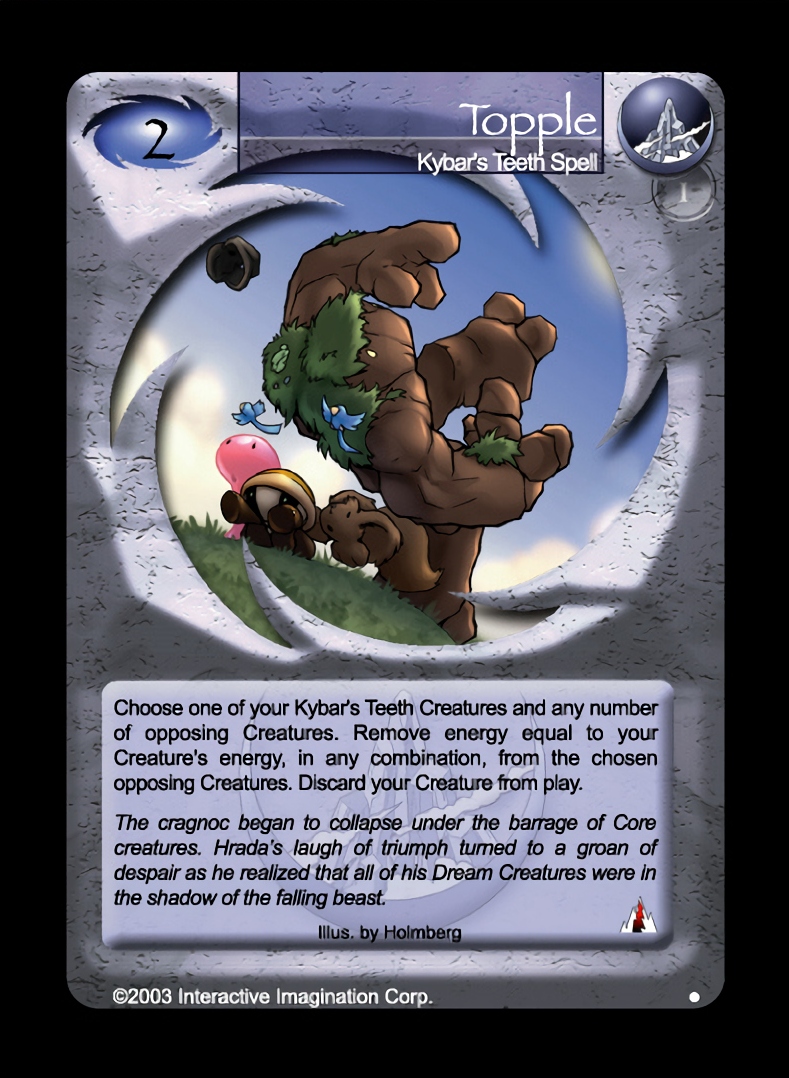 2
Topple
Kybar's Teeth Spell
1
Choose one of your Kybar's Teeth Creatures and any number
of opposing Creatures. Remove energy equal to your
Creature's energy, in any combination, from the chosen
opposing Creatures. Discard your Creature from play.
The cragnoc began to collapse under the barrage of Core
creatures. Hrada's laugh of triumph turned to a groan of
despair as he realized that all of his Dream Creatures were in
the shadow of the falling beast.
Illus. by Holmberg
©2003 Interactive Imagination Corp.